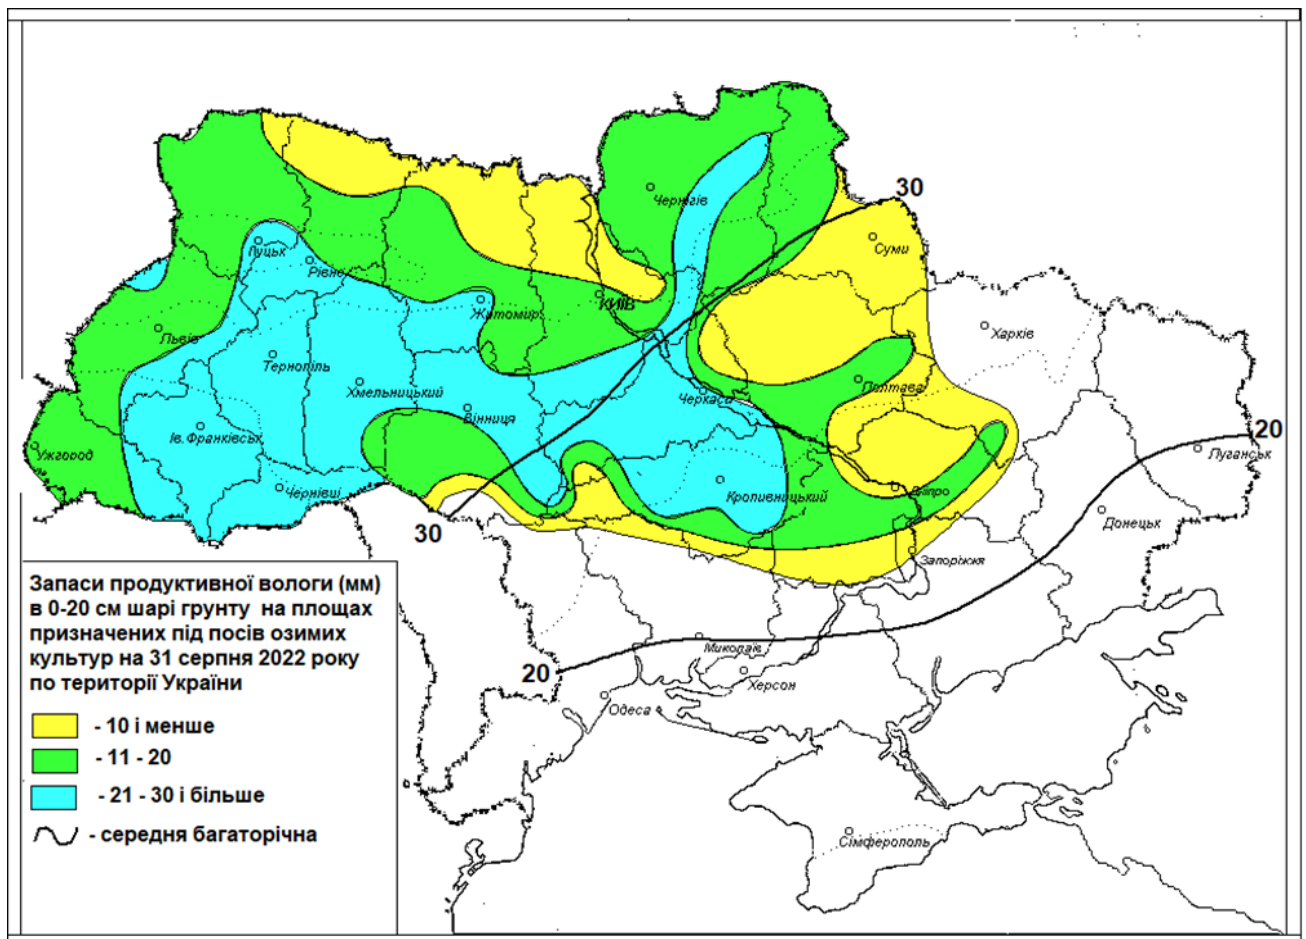 30
Чернігів
Суми
Луцьк
Рівне
КИЇВ
Житомир
Львів
Харків
Тернопіль
Хмельницький
Полтава
Черкаси
Вінниця
Ів.Франківськ
20
Ужгород
Луганськ
Чернівці
Кропивницький
Дніпро
Донецьк
30
Запоріжжя
Запаси продуктивної вологи (мм)
в 0-20 см шарі грунту на площах
призначених під посів озимих
культур на 31 серпня 2022 року
по території України
Миколаїв
20
Херсон
Одеса
- 10 і менше
- 11 - 20
- 21 - 30 і більше
- середня багаторічна
Сімферополь